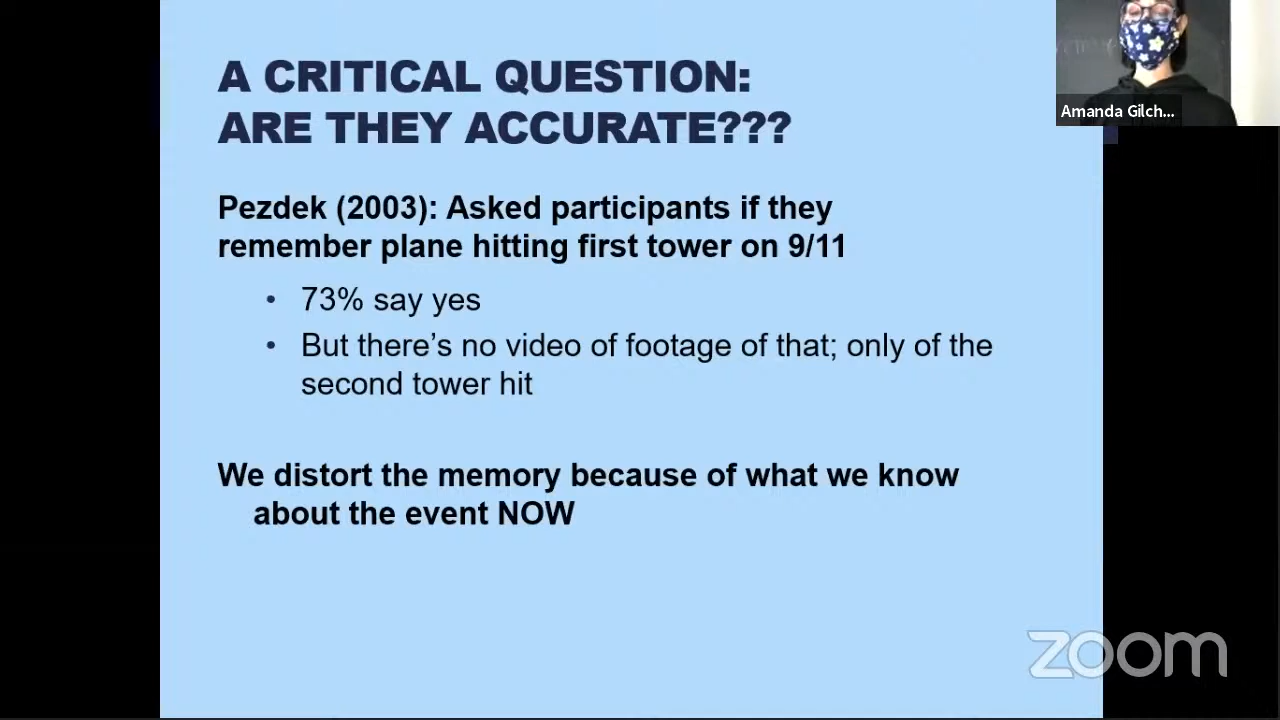 A CRITICAL QUESTION:
ARE THEY ACCURATE???
Pezdek (2003): Asked participants if they
remember plane hitting first tower on 9/11
• 73% say yes
• But there's no video of footage of that; only of the
second tower hit
We distort the memory because of what we know
about the event NOW
Amanda Gilch...
zoom